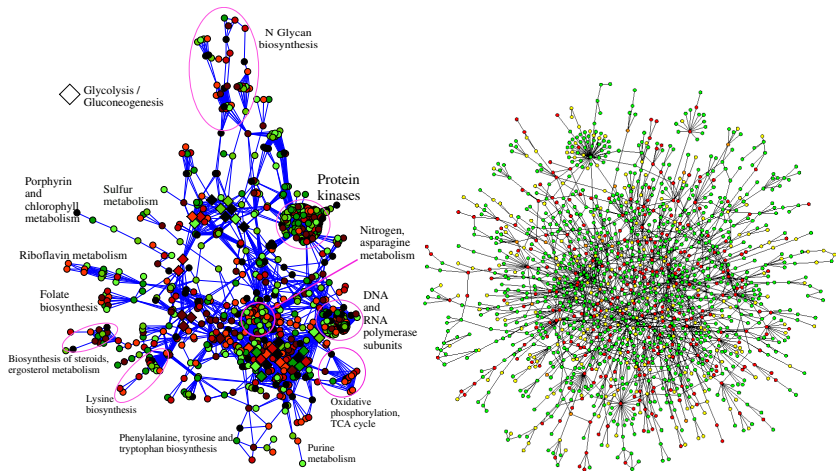 N Glycan
biosynthesis
Glycolysis /
Gluconeogenesis
Protein
kinases
Porphyrin
and
chlorophyll
metabolism
Sulfur
metabolism
Nitrogen,
asparagine
metabolism
Riboflavin metabolism
Folate
biosynthesis
DNA
and
RNA
polymerase
subunits
Biosynthesis of steroids,
ergosterol metabolism
Lysine
biosynthesis
Oxidative
phosphorylation,
TCA cycle
Phenylalanine, tyrosine and
tryptophan biosynthesis
Purine
metabolism